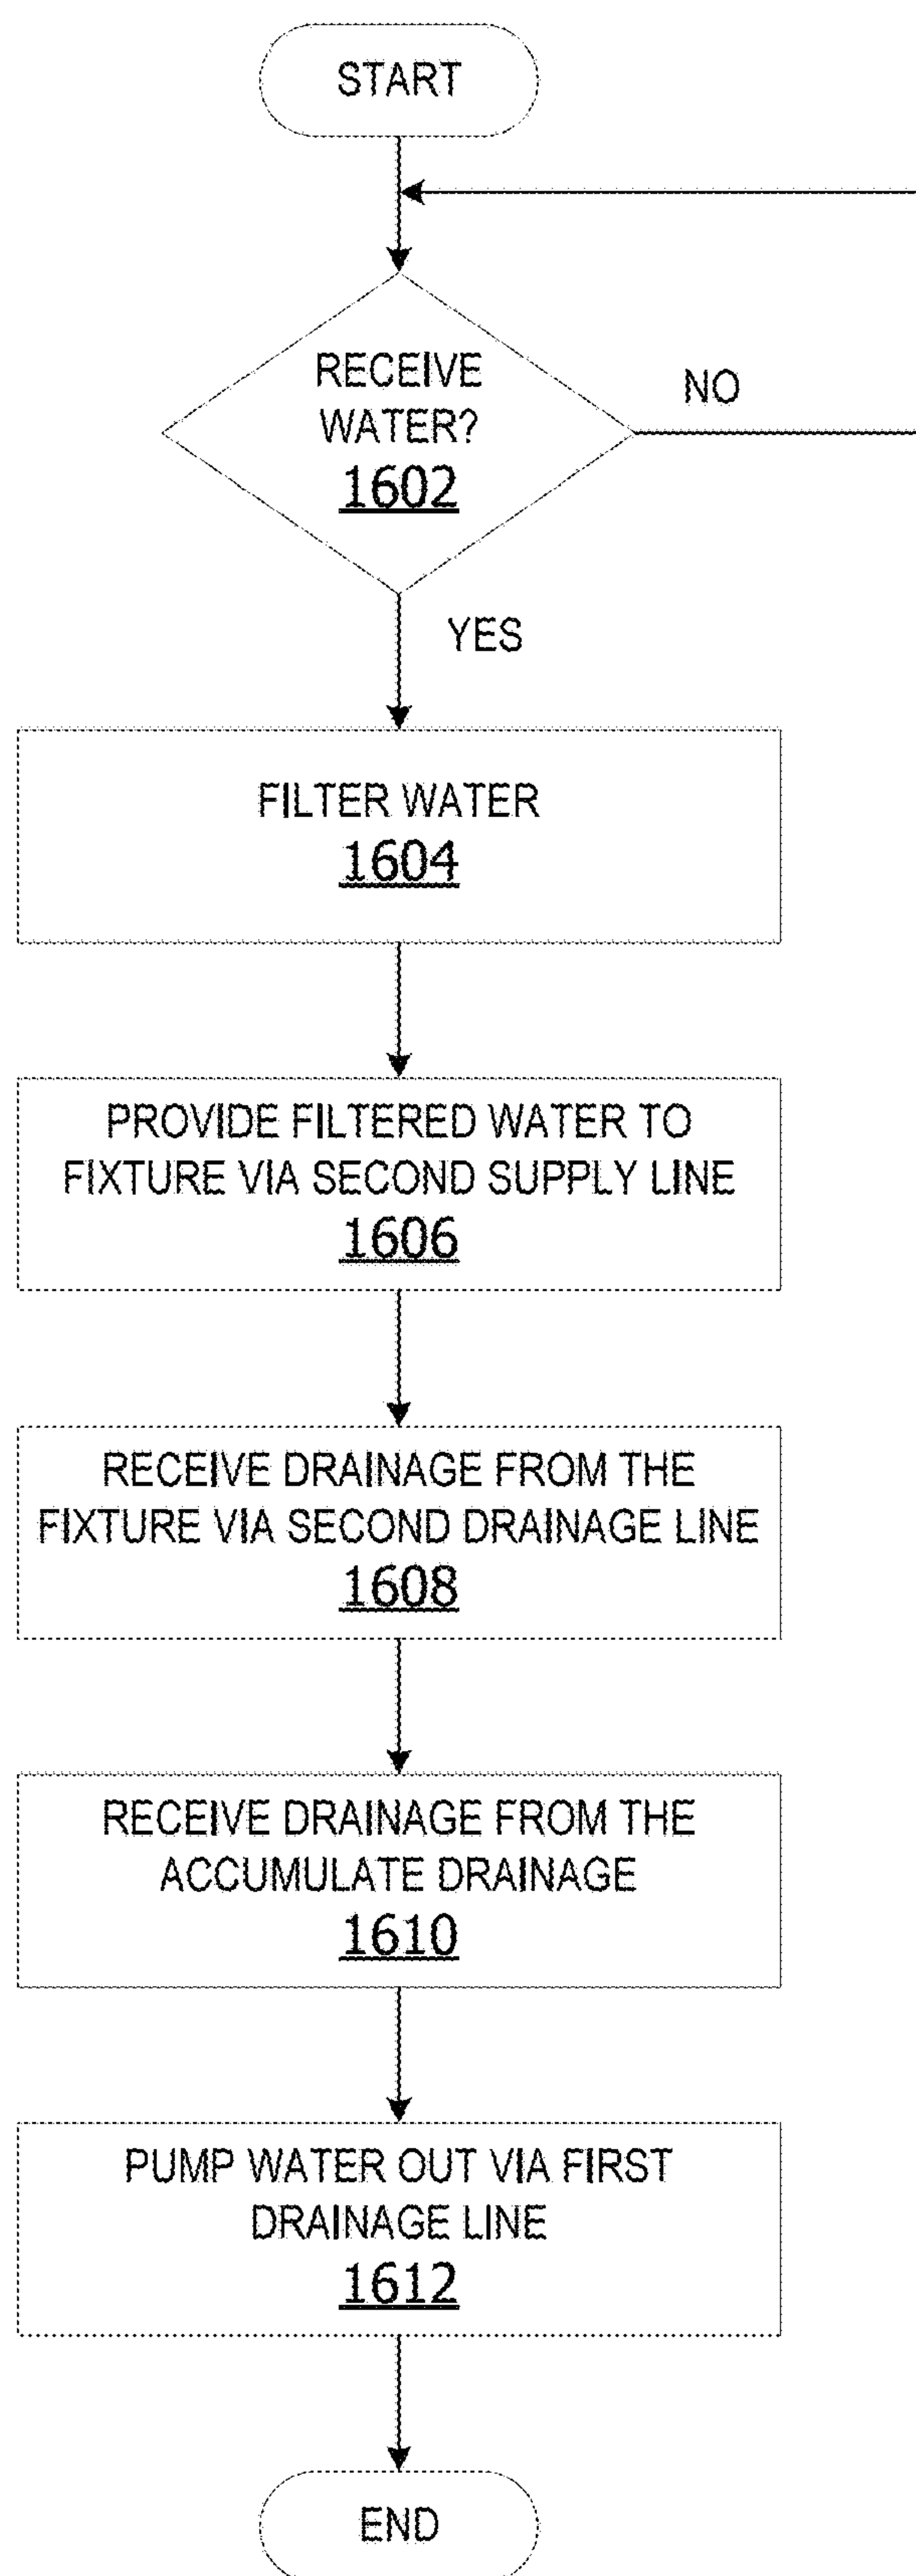 START
RECEIVE
WATER?
1602
NO
YES
FILTER WATER
1604
PROVIDE FILTERED WATER TO
FIXTURE VIA SECOND SUPPLY LINE
1606
RECEIVE DRAINAGE FROM THE
FIXTURE VIA SECOND DRAINAGE LINE
1608
RECEIVE DRAINAGE FROM THE
ACCUMULATE DRAINAGE
1610
PUMP WATER OUT VIA FIRST
DRAINAGE LINE
1612
END